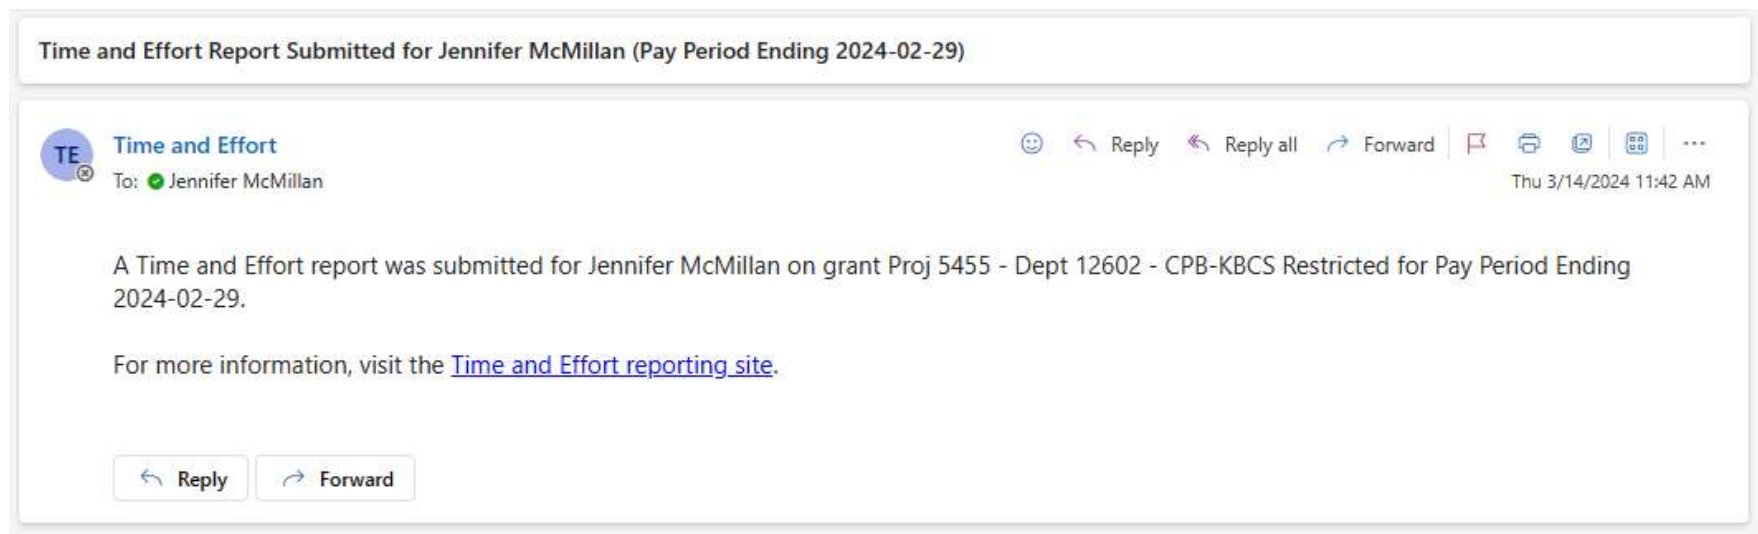 Time and Effort Report Submitted for Jennifer McMillan (Pay Period Ending 2024-02-29)
TE
Time and Effort
Reply
Reply all
Forward
To: Jennifer McMillan
Thu 3/14/2024 11:42 AM
A Time and Effort report was submitted for Jennifer McMillan on grant Proj 5455 - Dept 12602 - CPB-KBCS Restricted for Pay Period Ending
2024-02-29.
For more information, visit the Time and Effort reporting site.
Reply
Forward